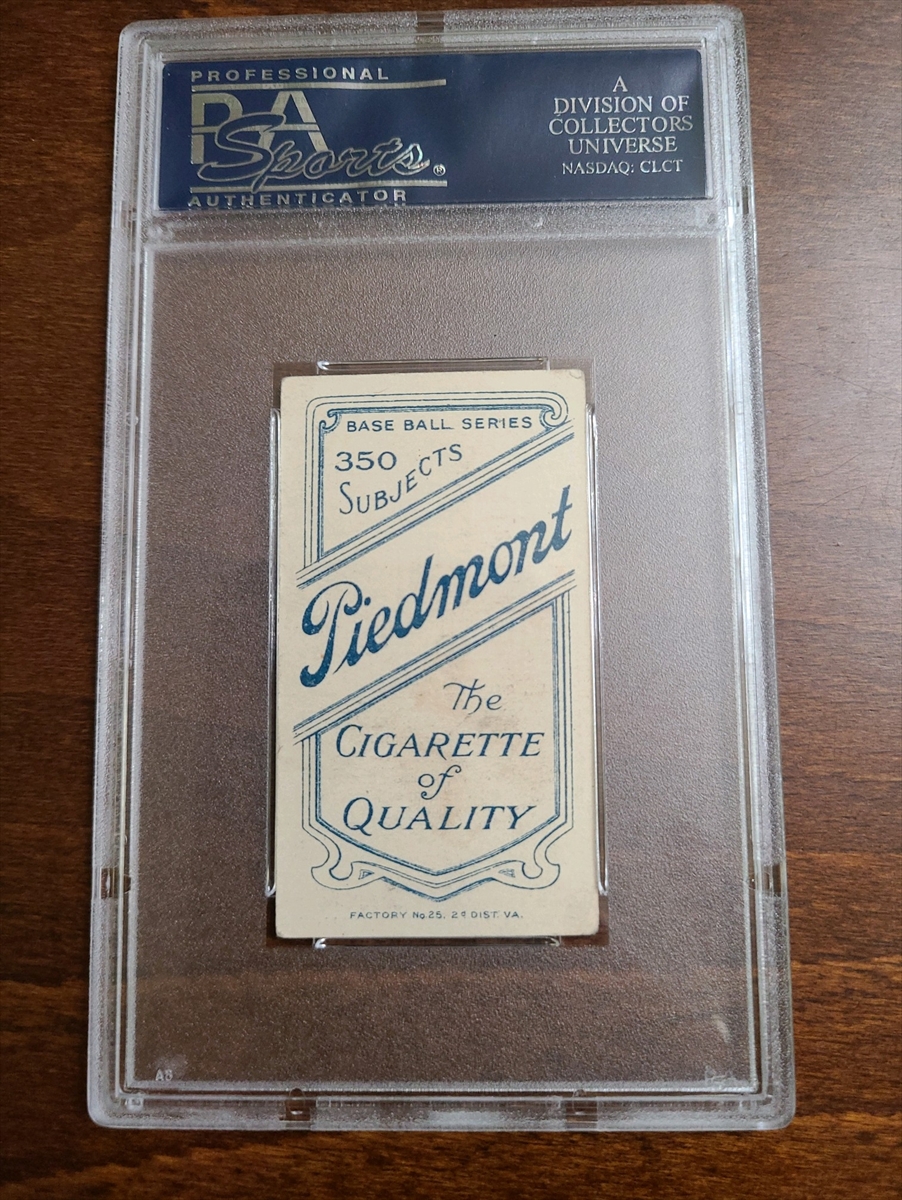 PROFESSIONAL
PSA
Sports®
AUTHENTICATOR
A
DIVISION OF
COLLECTORS
UNIVERSE
NASDAQ: CLCT
BASE BALL SERIES
350
SUBJECTS
Piedmont
The
CIGARETTE
of
QUALITY
FACTORY No. 25. 2d DIST. VA.